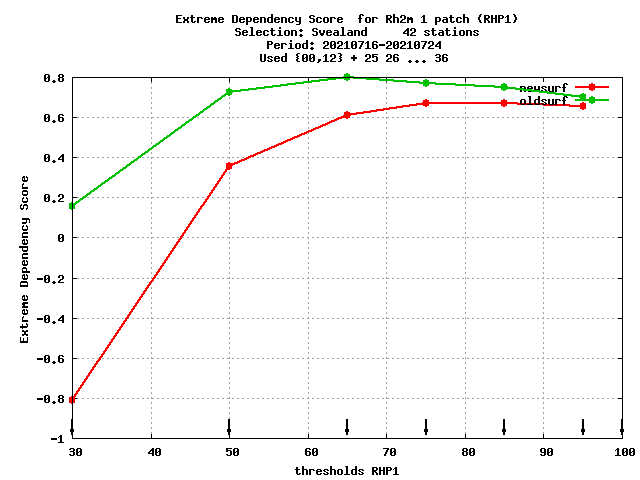 Extreme Dependency Score  for Rh2m 1 patch (RHP1)
Selection: Svealand     42 stations
Period: 20210716-20210724
Used {00,12} + 25 26 ... 36
newsurf
oldsurf
Extreme Dependency Score
0.8
0.6
0.4
0.2
0
-0.2
-0.4
-0.6
-0.8
-1
30 40 50 60 70 80 90 100
thresholds RHP1